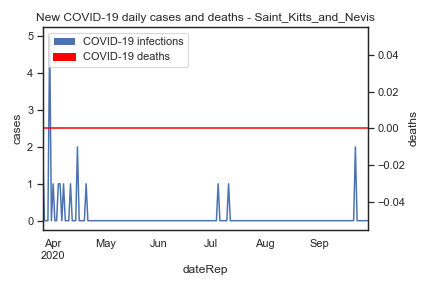 New COVID-19 daily cases and deaths - Saint_Kitts_and_Nevis
COVID-19 infections
COVID-19 deaths
5
4
3
2
1
0
cases
0.04
0.02
0.00
−0.02
−0.04
deaths
Apr May Jun Jul Aug Sep
2020
dateRep